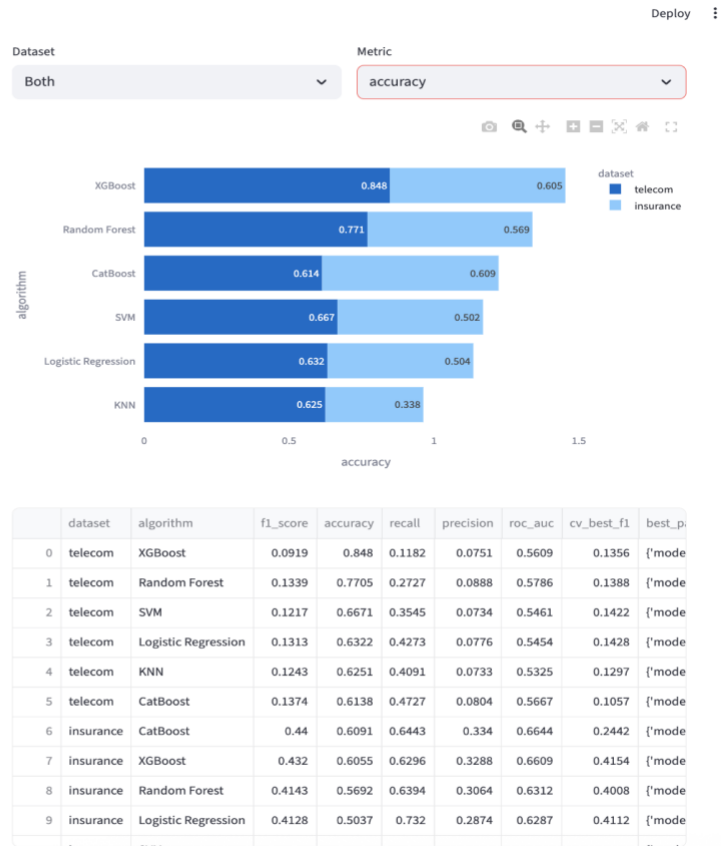 Deploy
Dataset Metric
Both accuracy
dataset
telecom
insurance
XGBoost 0.848 0.605
Random Forest 0.771 0.569
CatBoost 0.614 0.609
SVM 0.667 0.502
Logistic Regression 0.632 0.504
KNN 0.625 0.338
algorithm
0 0.5 1 1.5
accuracy
dataset algorithm f1_score accuracy recall precision roc_auc cv_best_f1 best_pa
0 telecom XGBoost 0.0919 0.848 0.1182 0.0751 0.5609 0.1356 {'mode
1 telecom Random Forest 0.1339 0.7705 0.2727 0.0888 0.5786 0.1388 {'mode
2 telecom SVM 0.1217 0.6671 0.3545 0.0734 0.5461 0.1422 {'mode
3 telecom Logistic Regression 0.1313 0.6322 0.4273 0.0776 0.5454 0.1428 {'mode
4 telecom KNN 0.1243 0.6251 0.4091 0.0733 0.5325 0.1297 {'mode
5 telecom CatBoost 0.1374 0.6138 0.4727 0.0804 0.5667 0.1057 {'mode
6 insurance CatBoost 0.44 0.6091 0.6443 0.334 0.6644 0.2442 {'mode
7 insurance XGBoost 0.432 0.6055 0.6296 0.3288 0.6609 0.4154 {'mode
8 insurance Random Forest 0.4143 0.5692 0.6394 0.3064 0.6312 0.4008 {'mode
9 insurance Logistic Regression 0.4128 0.5037 0.732 0.2874 0.6287 0.4112 {'mode